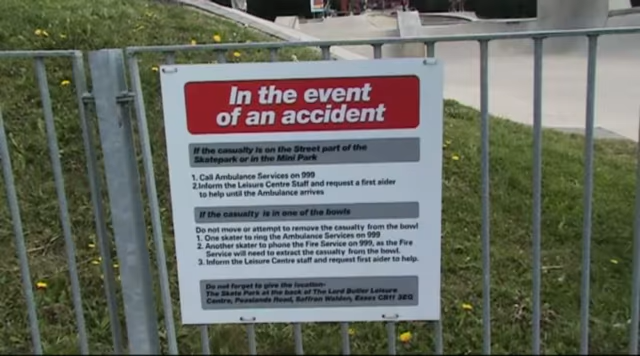 In the event
of an accident
If the casualty is on the Street part of the
Skatepark or in the Mini Park
1. Call Ambulance Services on 999
2.Inform the Leisure Centre Staff and request a first aider
to help until the Ambulance arrives
If the casualty is in one of the bowls
Do not move or attempt to remove the casualty from the bowl
1. One skater to ring the Ambulance Services on 999
2. Another skater to phone the Fire Service on 999, as the Fire
Service will need to extract the casualty from the bowl.
3. Inform the Leisure Centre staff and request first aider to help.
Do not forget to give the location-
The Skate Park at the back of The Lord Butler Leisure
Centre, Peaslands Road, Saffron Walden, Essex CB11 3EG